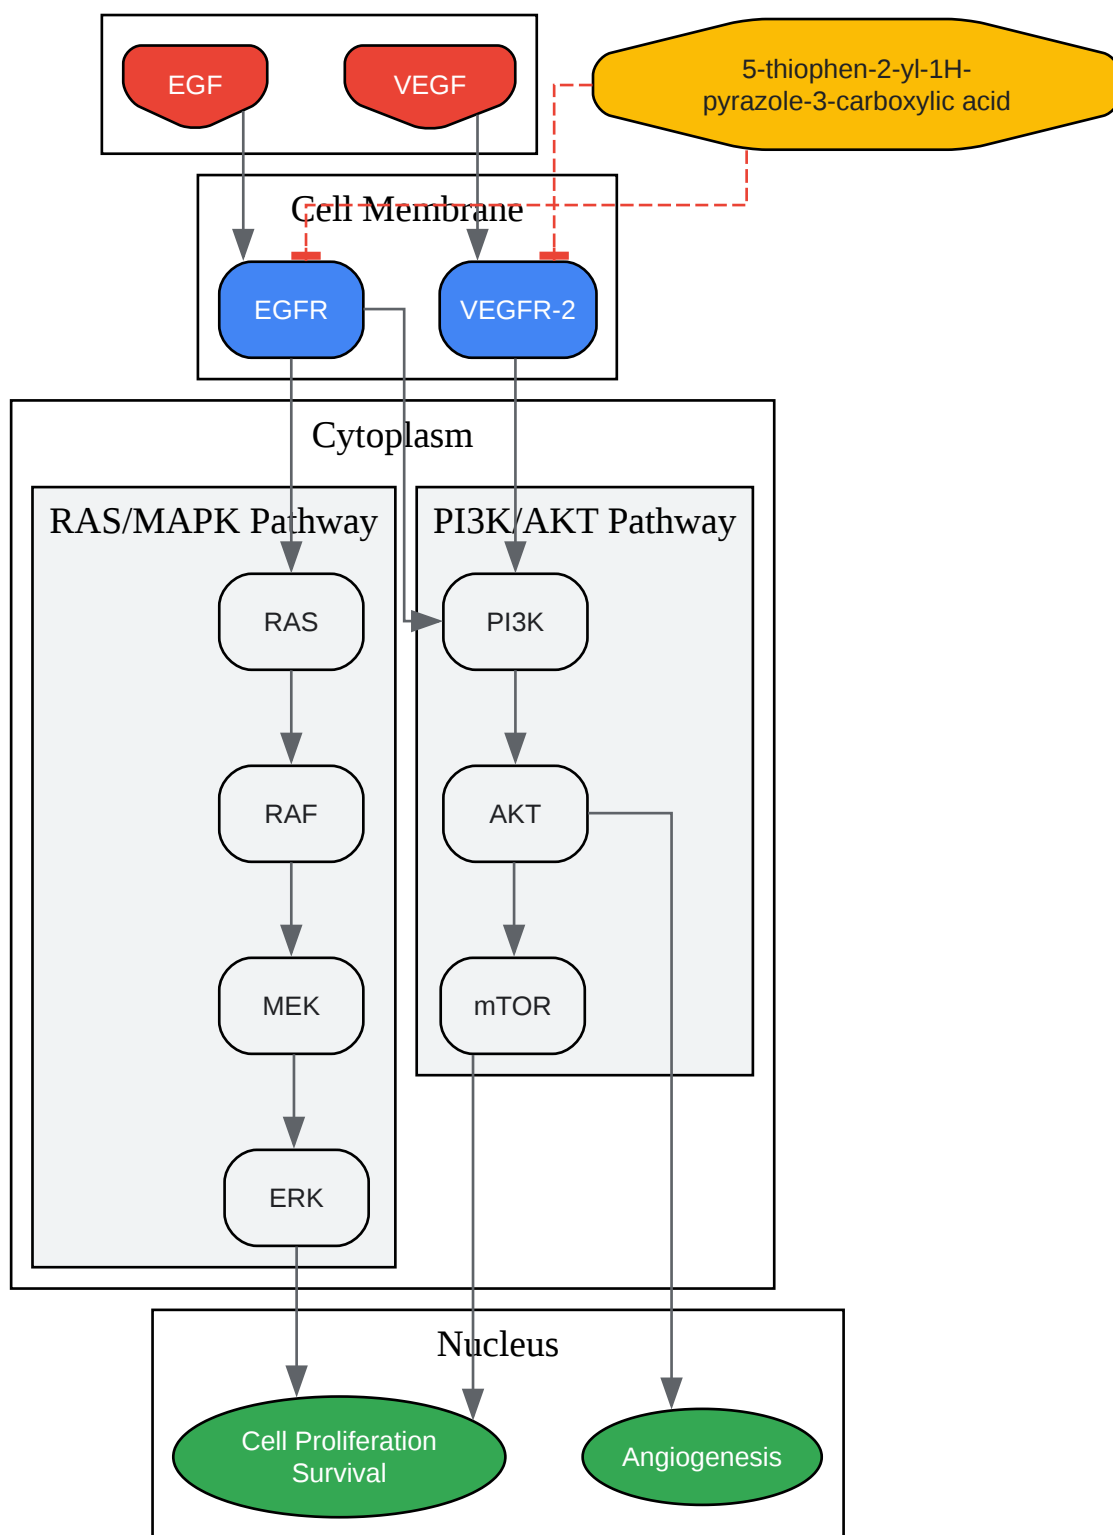 EGF
VEGF
5-thiophen-2-yl-1H-
pyrazole-3-carboxylic acid
Cell Membrane
EGFR
VEGFR-2
Cytoplasm
RAS/MAPK Pathway
PI3K/AKT Pathway
RAS
PI3K
RAF
AKT
MEK
mTOR
ERK
Nucleus
Cell Proliferation
Survival
Angiogenesis